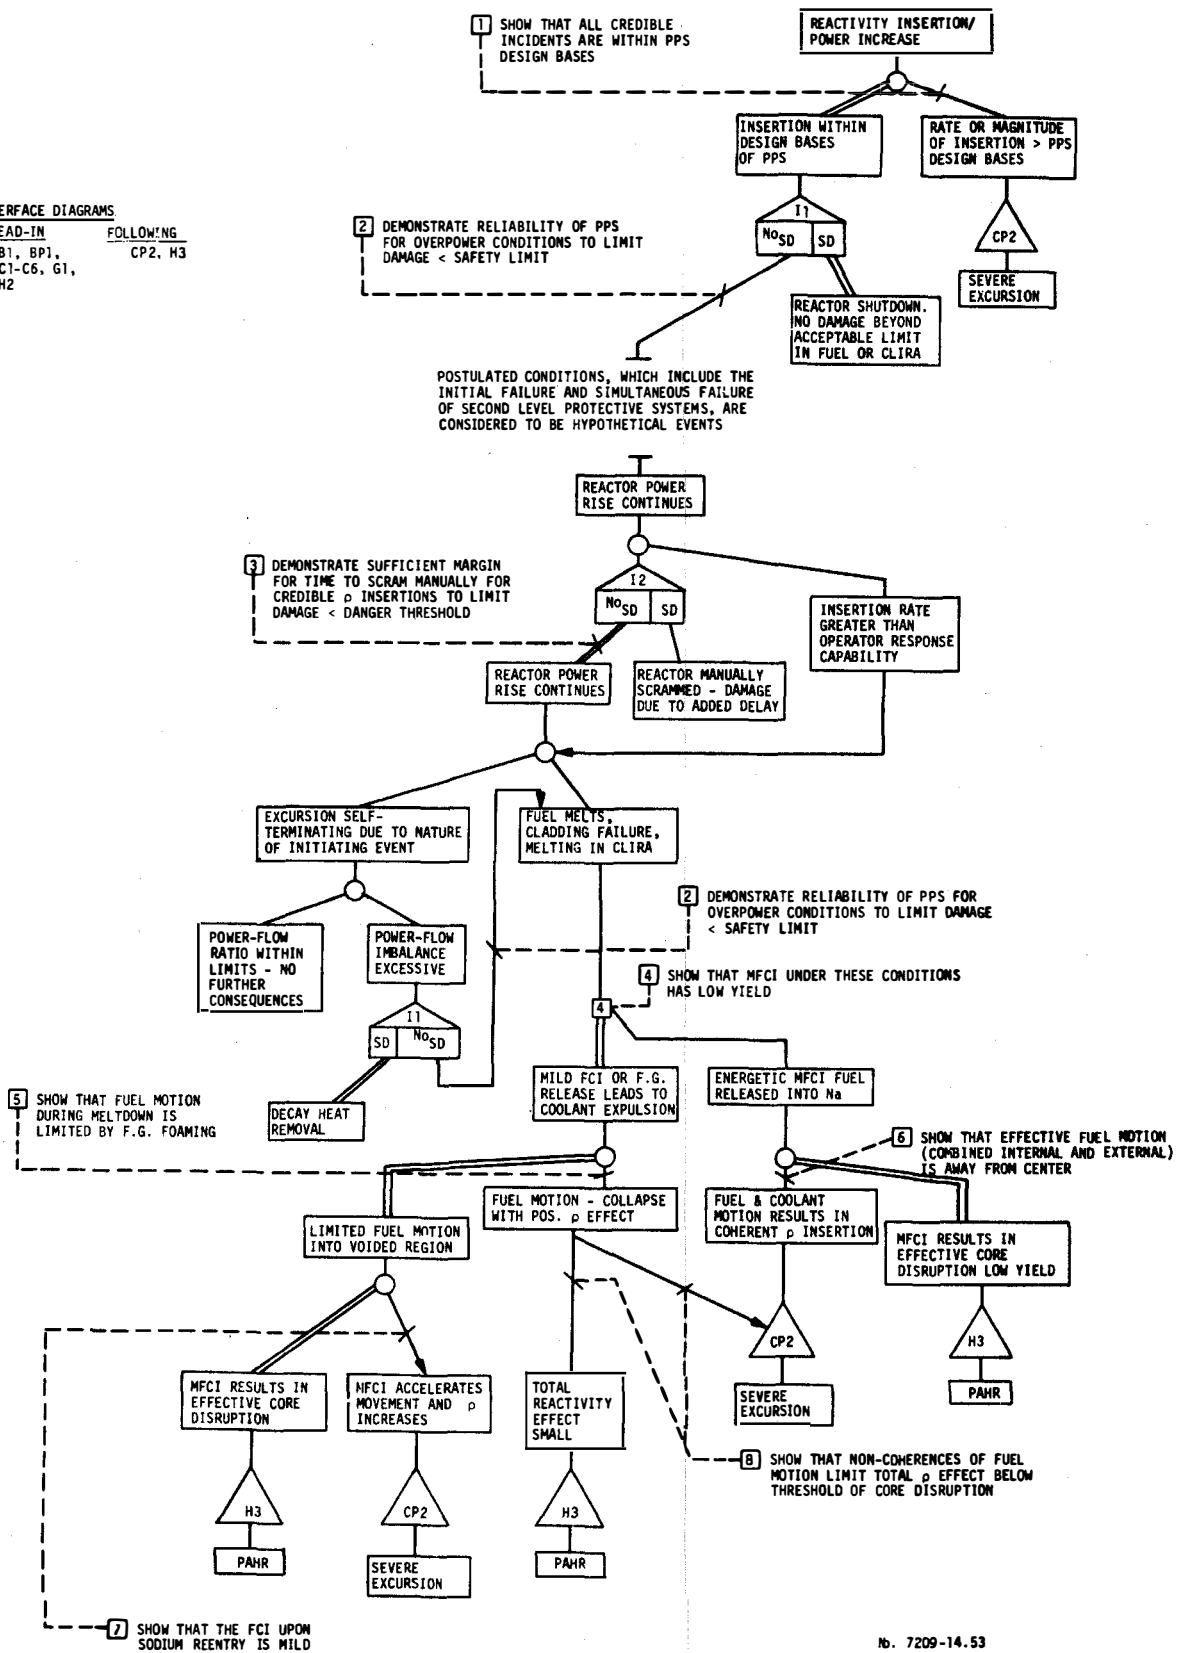 1 SHOW THAT ALL CREDIBLE
INCIDENTS ARE WITHIN PPS
DESIGN BASES
REACTIVITY INSERTION/
POWER INCREASE
INSERTION WITHIN
DESIGN BASES
OF PPS
RATE OR MAGNITUDE
OF INSERTION > PPS
DESIGN BASES
ERFACE DIAGRAMS
EAD-IN FOLLOWING
B1, BP1, CP2, H3
C1-C6, G1,
H2
2 DEMONSTRATE RELIABILITY OF PPS
FOR OVERPOWER CONDITIONS TO LIMIT
DAMAGE < SAFETY LIMIT
I1
No SD SD
CP2
SEVERE
EXCURSION
REACTOR SHUTDOWN.
NO DAMAGE BEYOND
ACCEPTABLE LIMIT
IN FUEL OR CLIRA
POSTULATED CONDITIONS, WHICH INCLUDE THE
INITIAL FAILURE AND SIMULTANEOUS FAILURE
OF SECOND LEVEL PROTECTIVE SYSTEMS, ARE
CONSIDERED TO BE HYPOTHETICAL EVENTS
REACTOR POWER
RISE CONTINUES
3 DEMONSTRATE SUFFICIENT MARGIN
FOR TIME TO SCRAM MANUALLY FOR
CREDIBLE ρ INSERTIONS TO LIMIT
DAMAGE < DANGER THRESHOLD
I2
No SD SD
INSERTION RATE
GREATER THAN
OPERATOR RESPONSE
CAPABILITY
REACTOR POWER
RISE CONTINUES
REACTOR MANUALLY
SCRAMMED - DAMAGE
DUE TO ADDED DELAY
EXCURSION SELF-
TERMINATING DUE TO NATURE
OF INITIATING EVENT
FUEL MELTS,
CLADDING FAILURE,
MELTING IN CLIRA
2 DEMONSTRATE RELIABILITY OF PPS FOR
OVERPOWER CONDITIONS TO LIMIT DAMAGE
< SAFETY LIMIT
POWER-FLOW
RATIO WITHIN
LIMITS - NO
FURTHER
CONSEQUENCES
POWER-FLOW
IMBALANCE
EXCESSIVE
4 SHOW THAT MFCI UNDER THESE CONDITIONS
HAS LOW YIELD
4
I1
SD No SD
DECAY HEAT
REMOVAL
MILD FCI OR F.G.
RELEASE LEADS TO
COOLANT EXPULSION
ENERGETIC MFCI FUEL
RELEASED INTO Na
5 SHOW THAT FUEL MOTION
DURING MELTDOWN IS
LIMITED BY F.G. FOAMING
6 SHOW THAT EFFECTIVE FUEL MOTION
(COMBINED INTERNAL AND EXTERNAL)
IS AWAY FROM CENTER
LIMITED FUEL MOTION
INTO VOIDED REGION
FUEL MOTION - COLLAPSE
WITH POS. ρ EFFECT
FUEL & COOLANT
MOTION RESULTS IN
COHERENT ρ INSERTION
MFCI RESULTS IN
EFFECTIVE CORE
DISRUPTION LOW YIELD
CP2
SEVERE
EXCURSION
H3
PAHR
MFCI RESULTS IN
EFFECTIVE CORE
DISRUPTION
MFCI ACCELERATES
MOVEMENT AND ρ
INCREASES
TOTAL
REACTIVITY
EFFECT
SMALL
8 SHOW THAT NON-COHERENCES OF FUEL
MOTION LIMIT TOTAL ρ EFFECT BELOW
THRESHOLD OF CORE DISRUPTION
H3
PAHR
CP2
SEVERE
EXCURSION
H3
PAHR
7 SHOW THAT THE FCI UPON
SODIUM REENTRY IS MILD
No. 7209-14.53